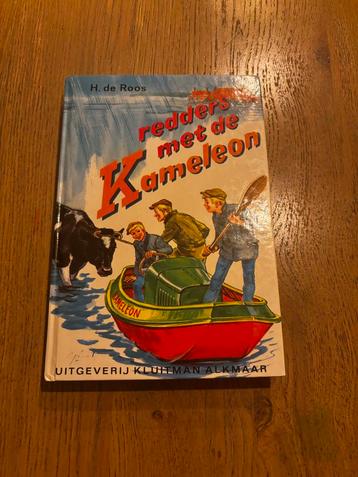 H. de Roos
redders
met de
Kameleon
KAMELEON
UITGEVERIJ KLUITMAN ALKMAAR